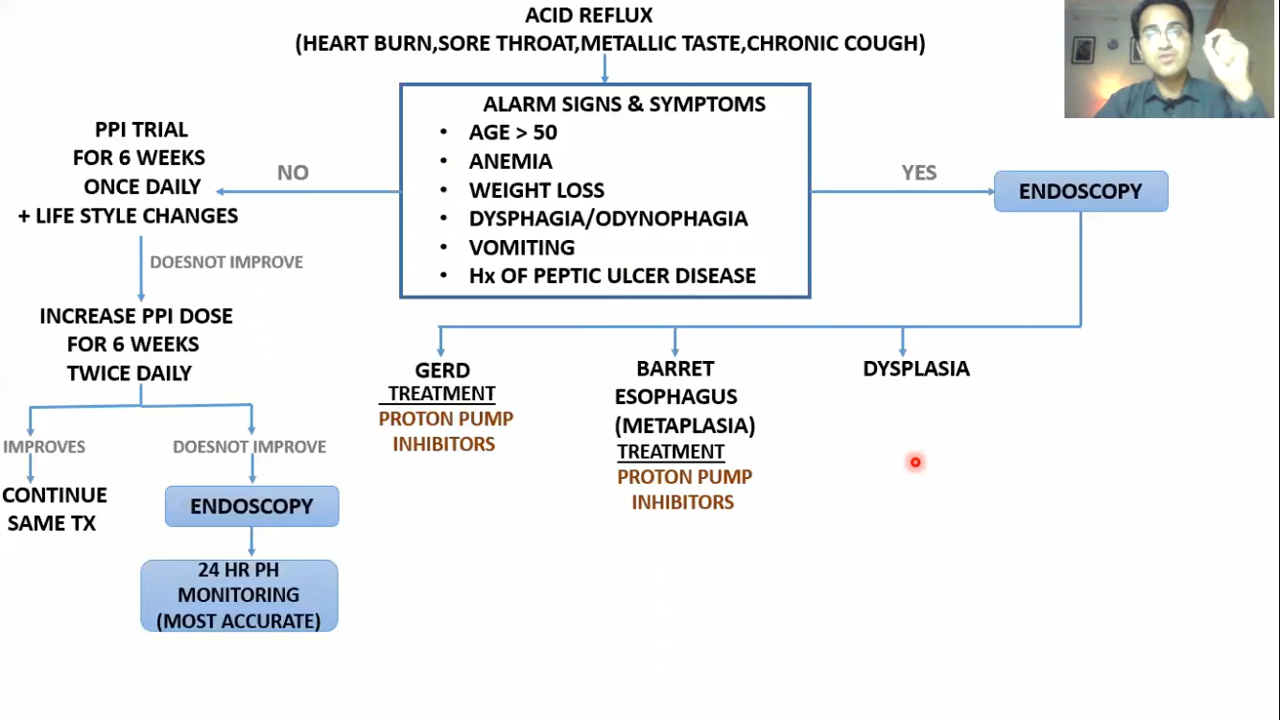 ACID REFLUX
(HEART BURN,SORE THROAT,METALLIC TASTE,CHRONIC COUGH)
ALARM SIGNS & SYMPTOMS
• AGE > 50
• ANEMIA
• WEIGHT LOSS
• DYSPHAGIA/ODYNOPHAGIA
• VOMITING
• Hx OF PEPTIC ULCER DISEASE
NO
PPI TRIAL
FOR 6 WEEKS
ONCE DAILY
+ LIFE STYLE CHANGES
DOESNOT IMPROVE
INCREASE PPI DOSE
FOR 6 WEEKS
TWICE DAILY
IMPROVES
CONTINUE
SAME TX
DOESNOT IMPROVE
ENDOSCOPY
24 HR PH
MONITORING
(MOST ACCURATE)
YES
ENDOSCOPY
GERD
TREATMENT
PROTON PUMP
INHIBITORS
BARRET
ESOPHAGUS
(METAPLASIA)
TREATMENT
PROTON PUMP
INHIBITORS
DYSPLASIA